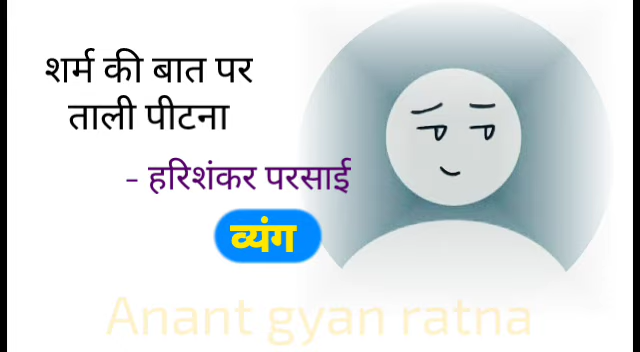 शर्म की बात पर
ताली पीटना
- हरिशंकर परसाई
व्यंग
Anant gyan ratna